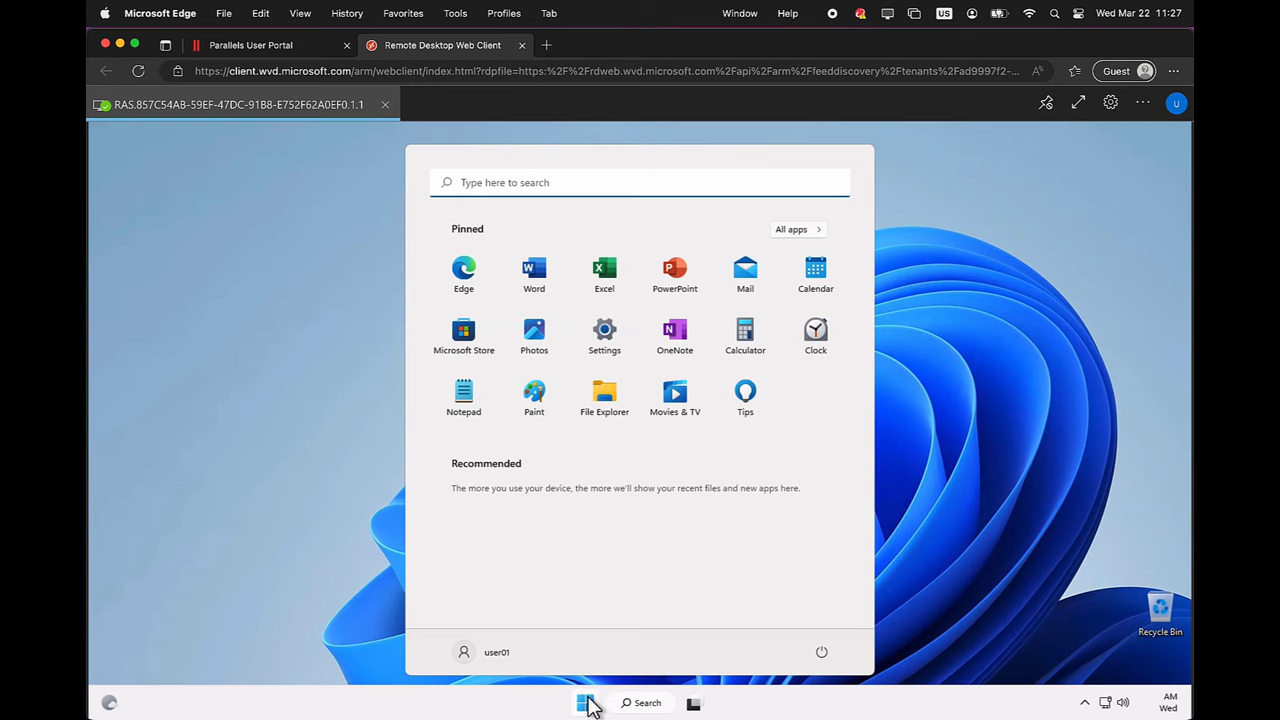 Microsoft Edge File Edit View History Favorites Tools Profiles Tab Window Help US Wed Mar 22 11:27
Parallels User Portal
Remote Desktop Web Client
https://client.wvd.microsoft.com/arm/webclient/index.html?rdpfile=https:%2F%2Frdweb.wvd.microsoft.com%2Fapi%2Farm%2Ffeeddiscovery%2Ftenants%2Fad9997f2-...
Guest
RAS.857C54AB-59EF-47DC-91B8-E752F62A0EF0.1.1
U
Type here to search
Pinned
All apps
Edge Word Excel PowerPoint Mail Calendar
Microsoft Store Photos Settings OneNote Calculator Clock
Notepad Paint File Explorer Movies & TV Tips
Recommended
The more you use your device, the more we'll show your recent files and new apps here.
Recycle Bin
user01
Search
AM
Wed